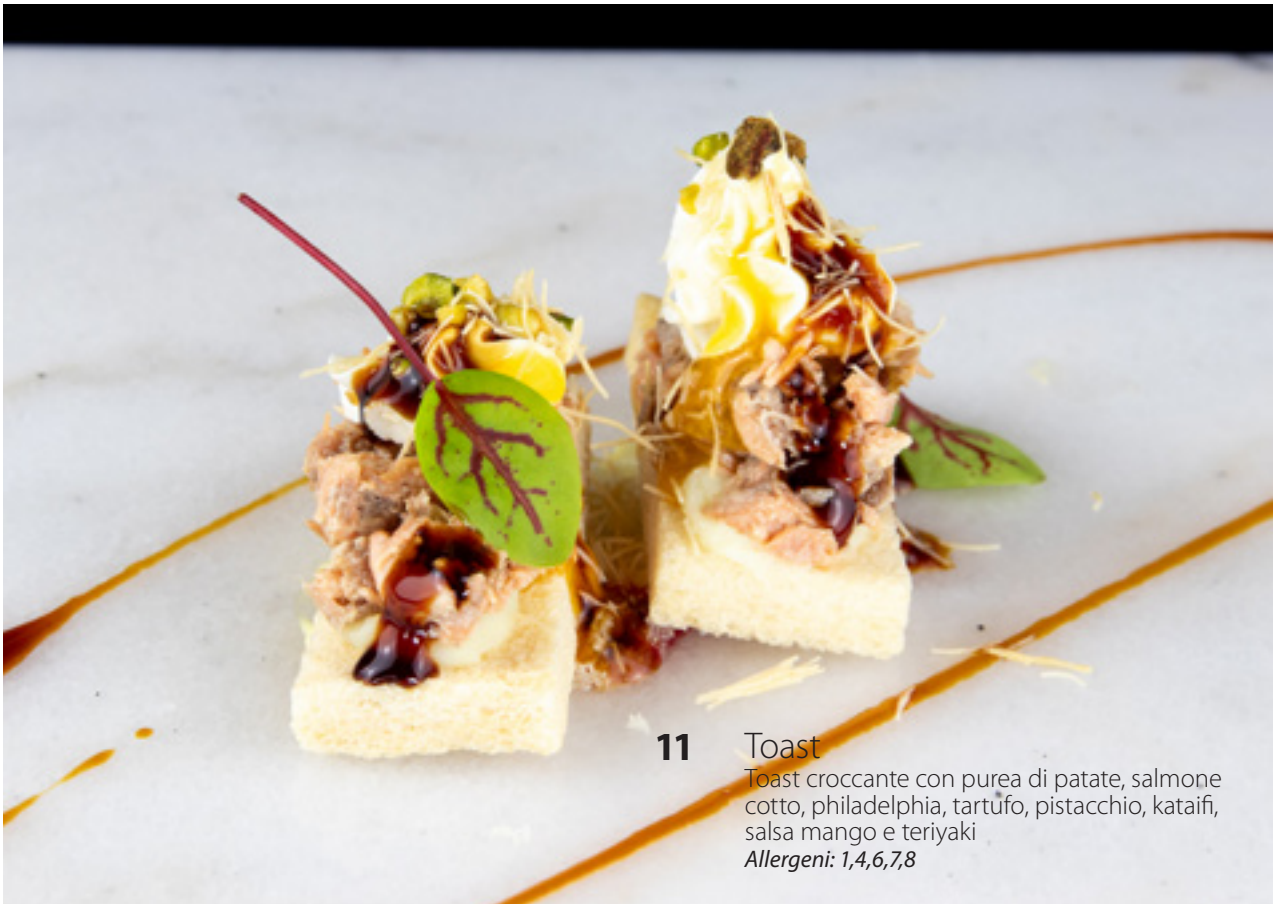 11 Toast
Toast croccante con purea di patate, salmone
cotto, philadelphia, tartufo, pistacchio, kataifi,
salsa mango e teriyaki
Allergeni: 1,4,6,7,8